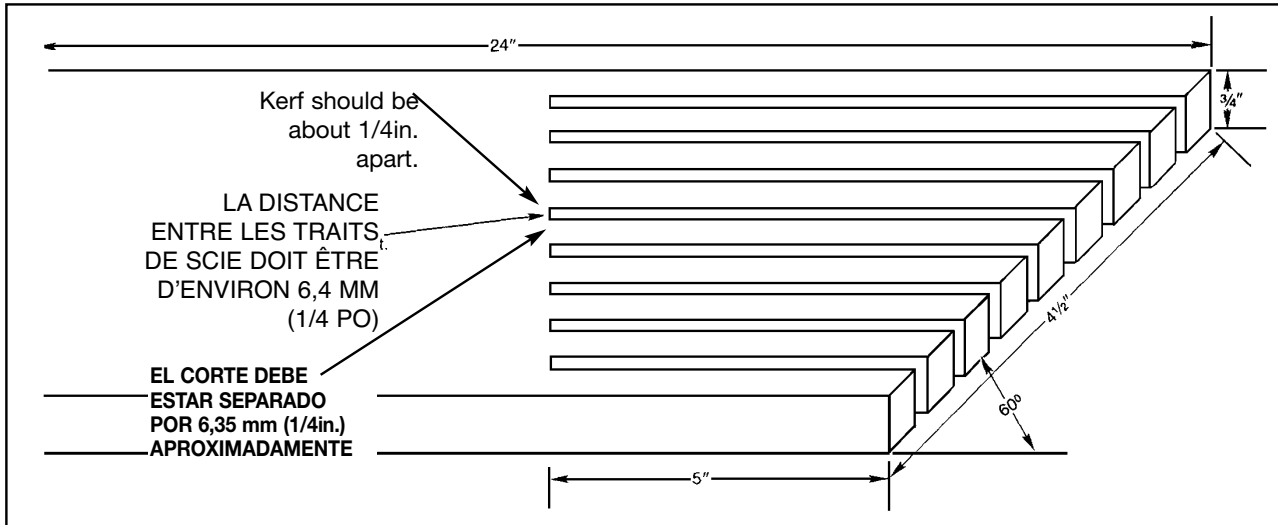 24"
3/4"
Kerf should be
about 1/4in.
apart.
LA DISTANCE
ENTRE LES TRAITS
t.
DE SCIE DOIT ÊTRE
D'ENVIRON 6,4 MM
(1/4 PO)
4 1/2"
EL CORTE DEBE
ESTAR SEPARADO
POR 6,35 mm (1/4in.)
APROXIMADAMENTE
60º
5"